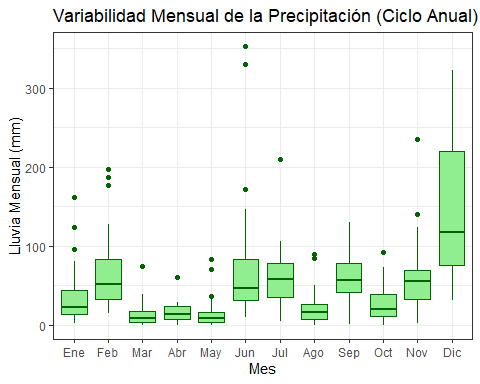 Variabilidad Mensual de la Precipitación (Ciclo Anual)
Lluvia Mensual (mm)
300
200
100
0
Ene Feb Mar Abr May Jun Jul Ago Sep Oct Nov Dic
Mes